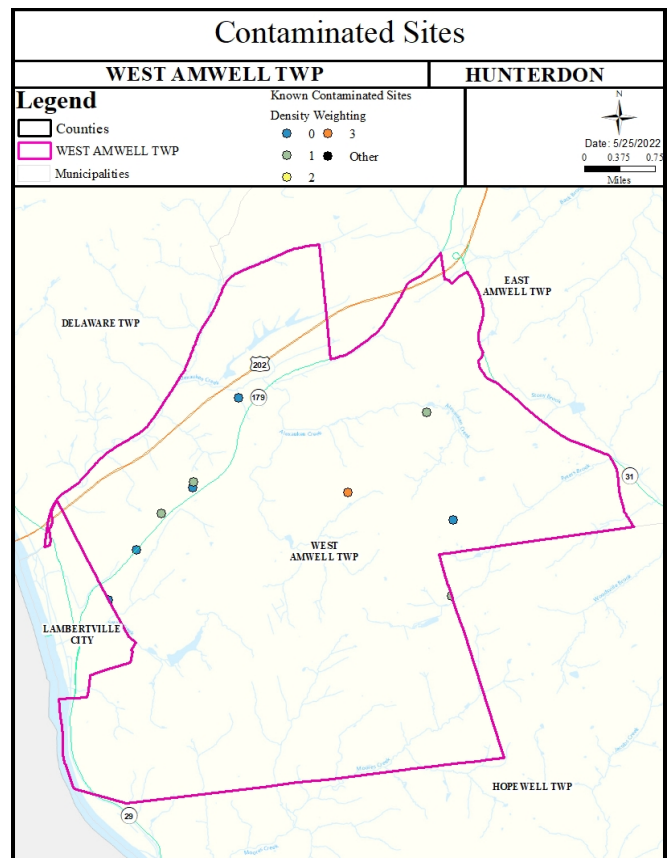 Contaminated Sites
WEST AMWELL TWP
HUNTERDON
Legend
Counties
WEST AMWELL TWP
Municipalities
Known Contaminated Sites
Density Weighting
0
3
1
Other
2
N
Date: 5/25/2022
0 0.375 0.75
Miles
EAST
AMWELL TWP
DELAWARE TWP
202
179
31
WEST
AMWELL TWP
LAMBERTVILLE
CITY
HOPEWELL TWP
29